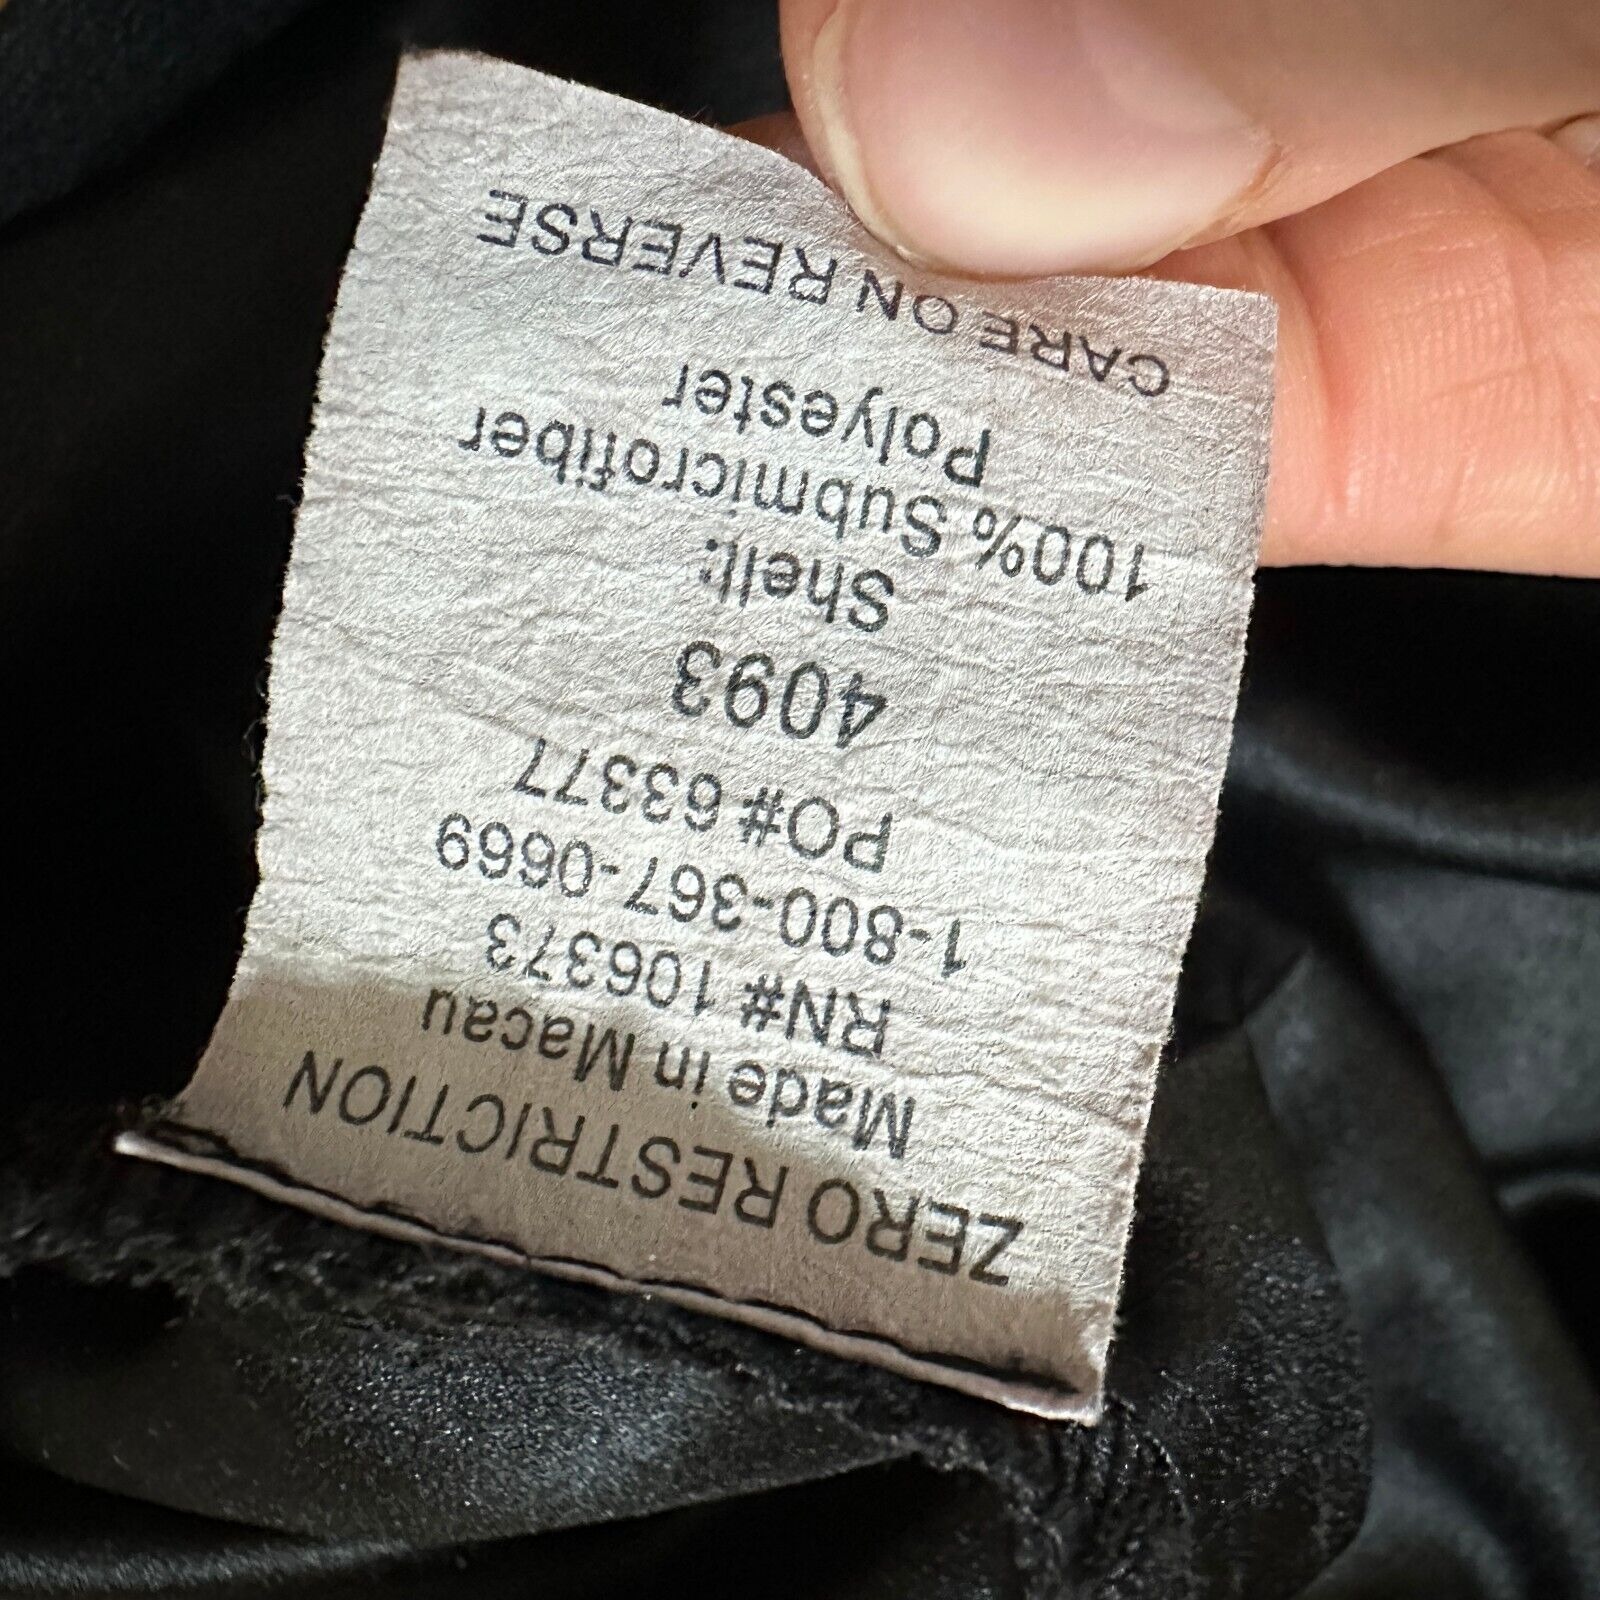 ZERO RESTRICTION
Made in Macau
RN# 106373
1-800-367-0669
PO# 63377
4093
Shell:
100% Submicrofiber
Polyester
CARE ON REVERSE